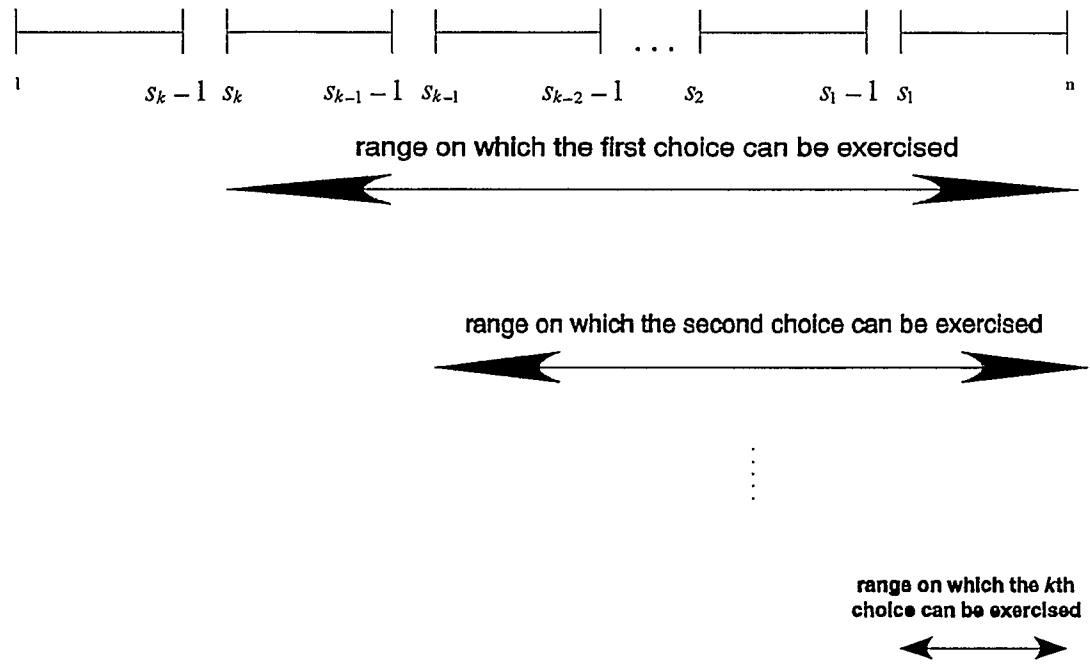 . . .
1 s_k − 1 s_k s_{k−1} − 1 s_{k−1} s_{k−2} − 1 s_2 s_1 − 1 s_1 n
range on which the first choice can be exercised
range on which the second choice can be exercised
range on which the kth
choice can be exercised